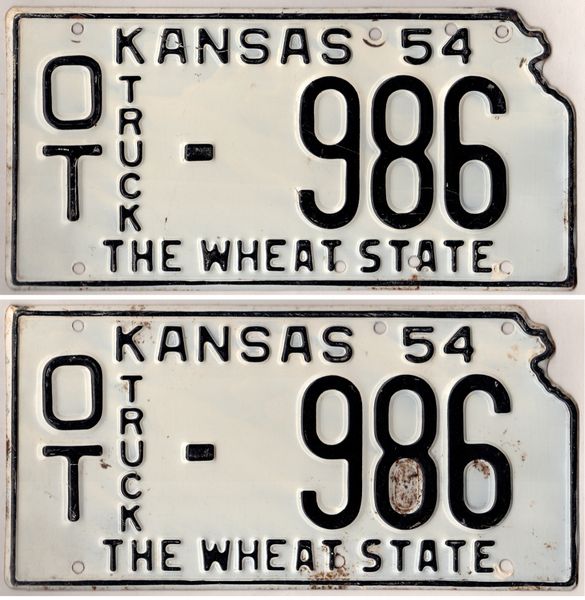 KANSAS 54
OT TRUCK - 986
THE WHEAT STATE
KANSAS 54
OT TRUCK - 986
THE WHEAT STATE